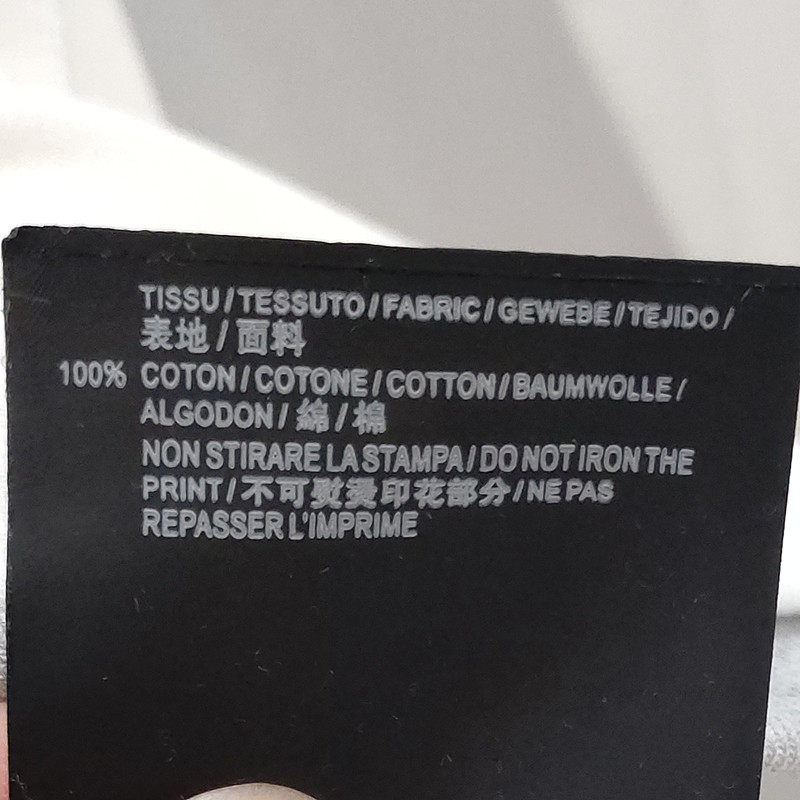 TISSU / TESSUTO / FABRIC / GEWEBE / TEJIDO /
表地 / 面料
100% COTON / COTONE / COTTON / BAUMWOLLE /
ALGODON / 綿 / 棉
NON STIRARE LA STAMPA / DO NOT IRON THE
PRINT / 不可熨烫印花部分 / NE PAS
REPASSER L'IMPRIME